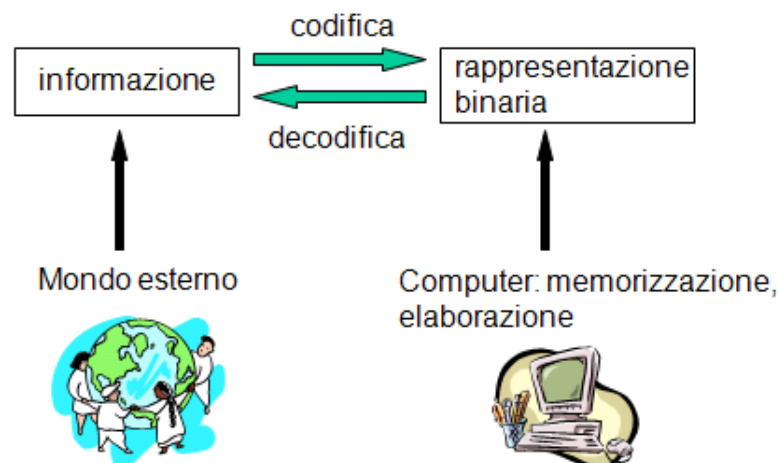 codifica
informazione
rappresentazione
binaria
decodifica
Mondo esterno
Computer: memorizzazione,
elaborazione